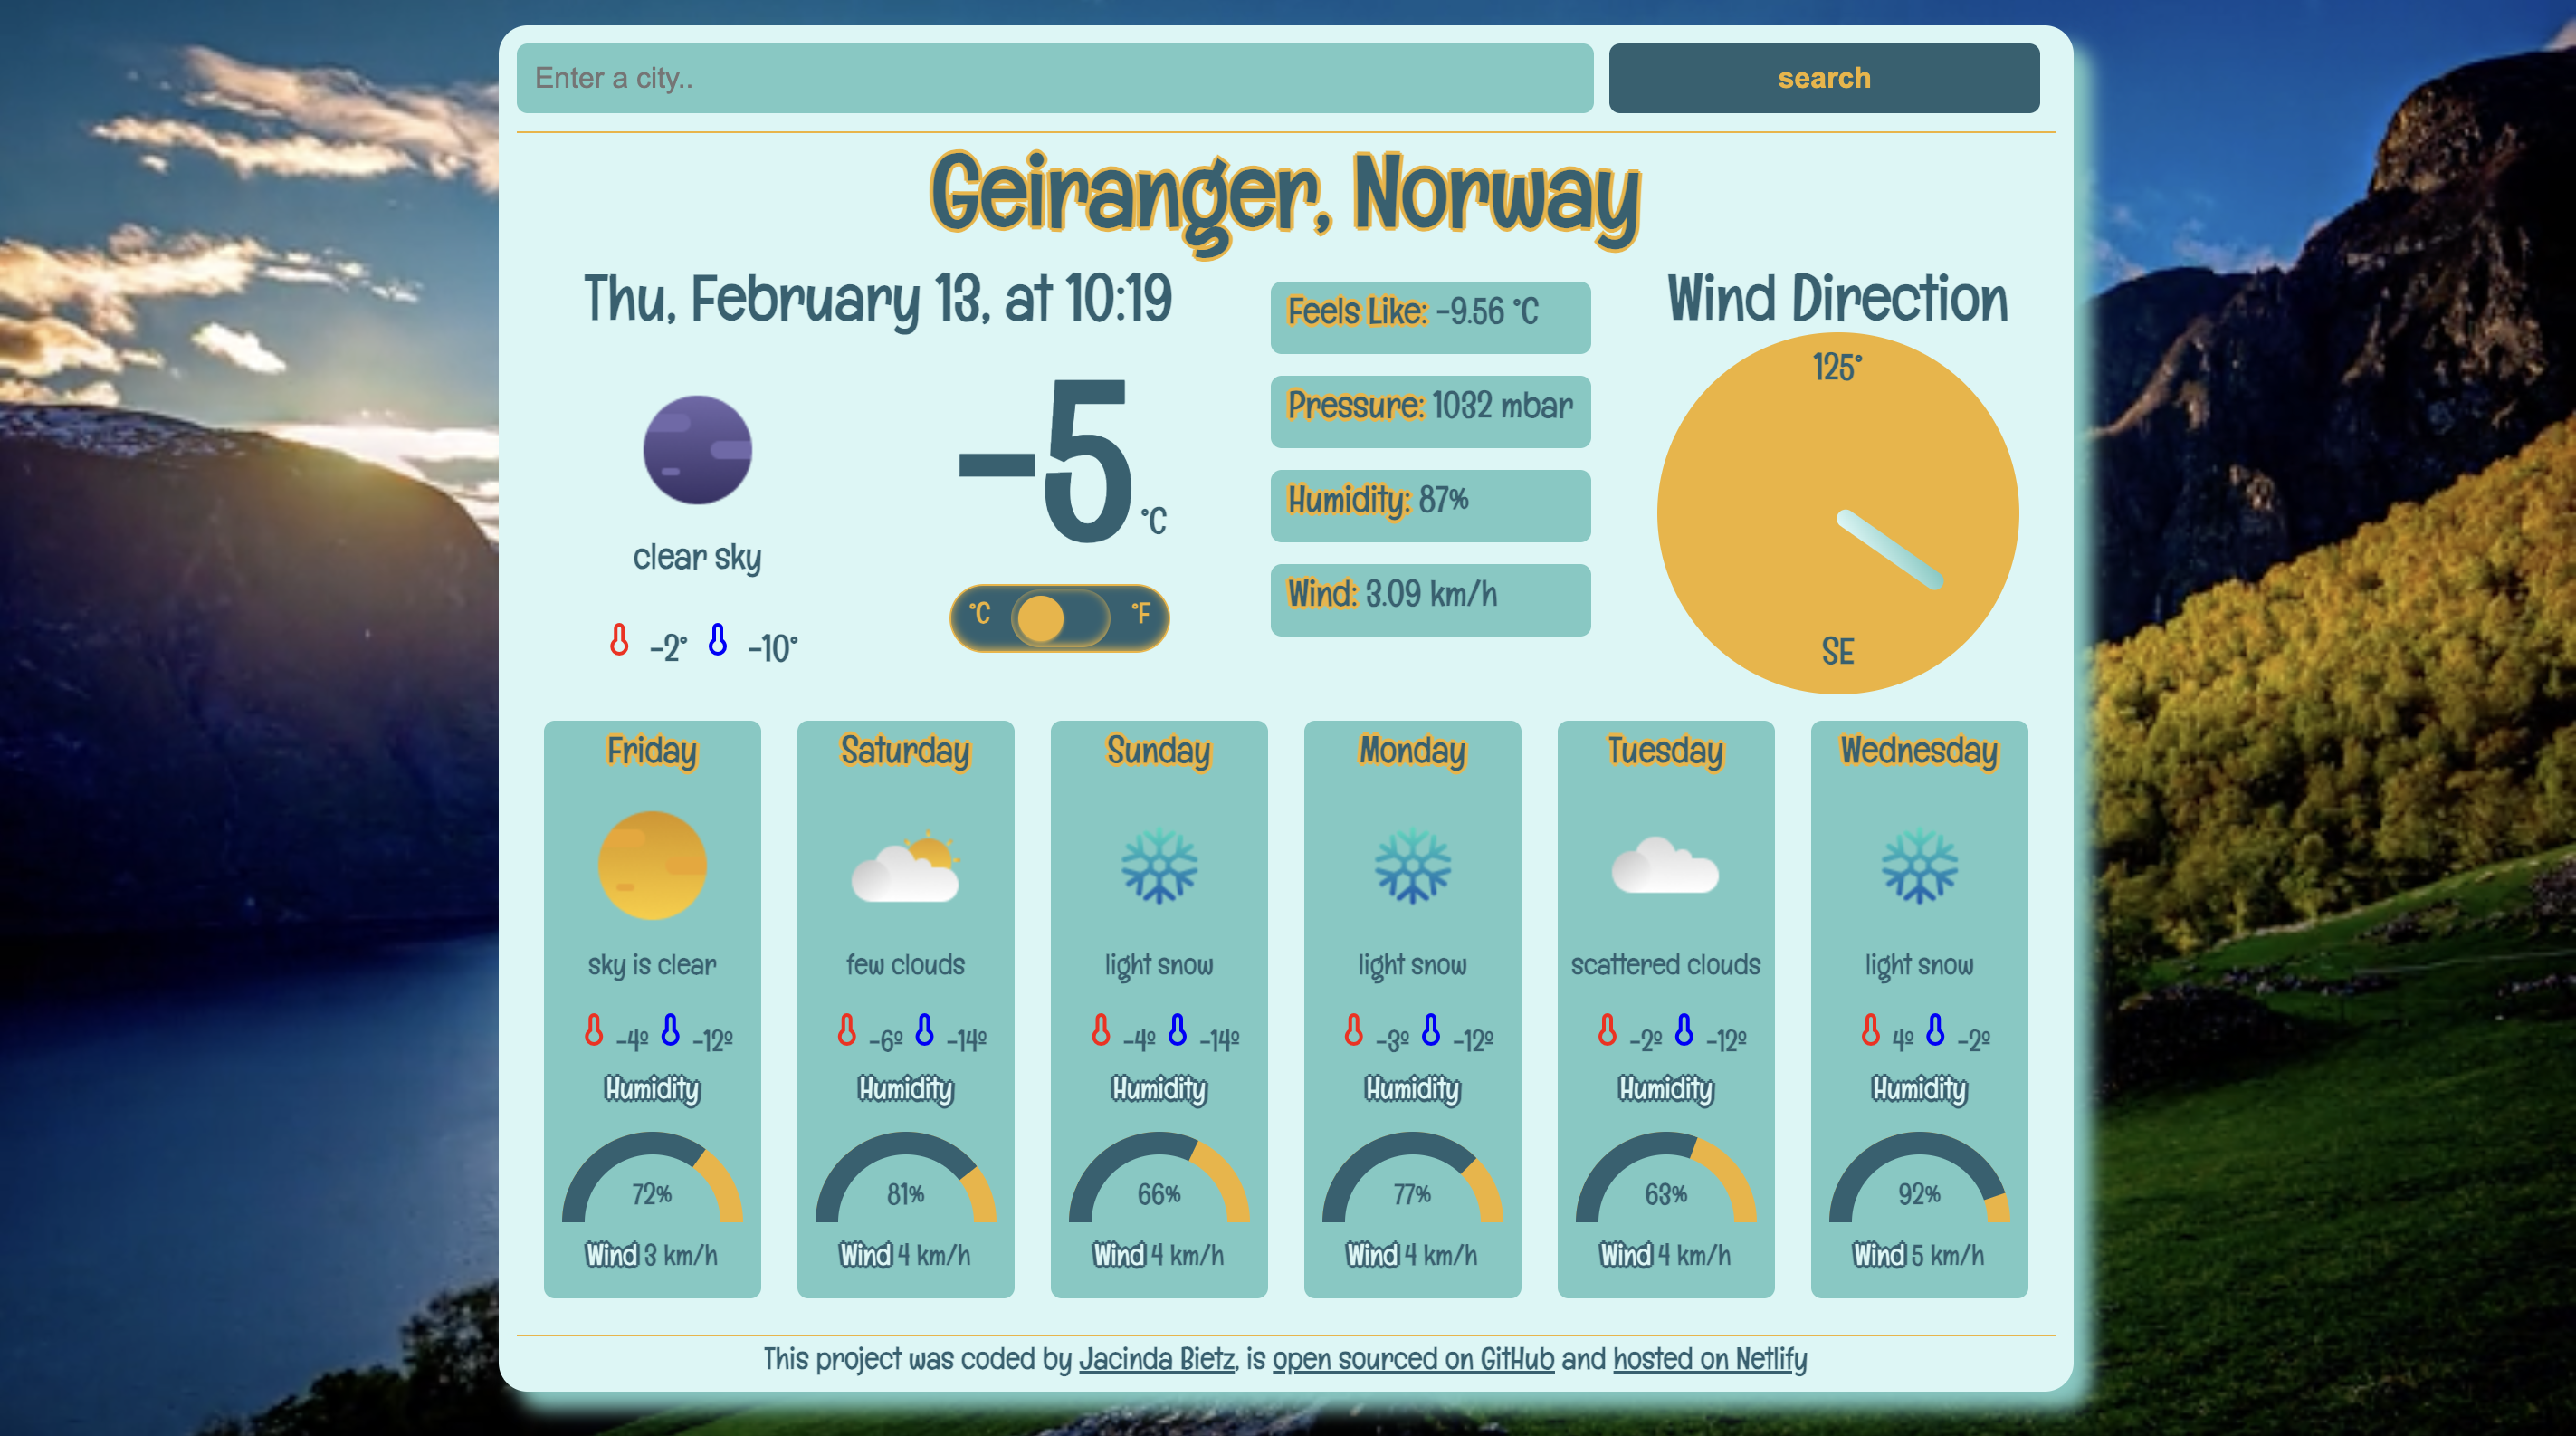 Enter a city..
search
Geiranger, Norway
Thu, February 13, at 10:19
clear sky
-2° -10°
-5 °C
°C °F
Feels Like: -9.56 °C
Pressure: 1032 mbar
Humidity: 87%
Wind: 3.09 km/h
Wind Direction
125°
SE
Friday
sky is clear
-4º -12º
Humidity
72%
Wind 3 km/h
Saturday
few clouds
-6º -14º
Humidity
81%
Wind 4 km/h
Sunday
light snow
-4º -14º
Humidity
66%
Wind 4 km/h
Monday
light snow
-3º -12º
Humidity
77%
Wind 4 km/h
Tuesday
scattered clouds
-2º -12º
Humidity
63%
Wind 4 km/h
Wednesday
light snow
4º -2º
Humidity
92%
Wind 5 km/h
This project was coded by Jacinda Bietz, is open sourced on GitHub and hosted on Netlify